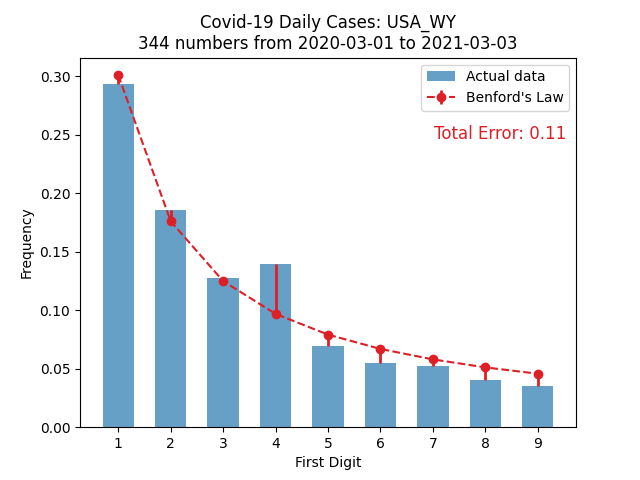 Covid-19 Daily Cases: USA_WY
344 numbers from 2020-03-01 to 2021-03-03
Actual data
Benford's Law
Total Error: 0.11
0.30
0.25
0.20
0.15
0.10
0.05
0.00
Frequency
1 2 3 4 5 6 7 8 9
First Digit